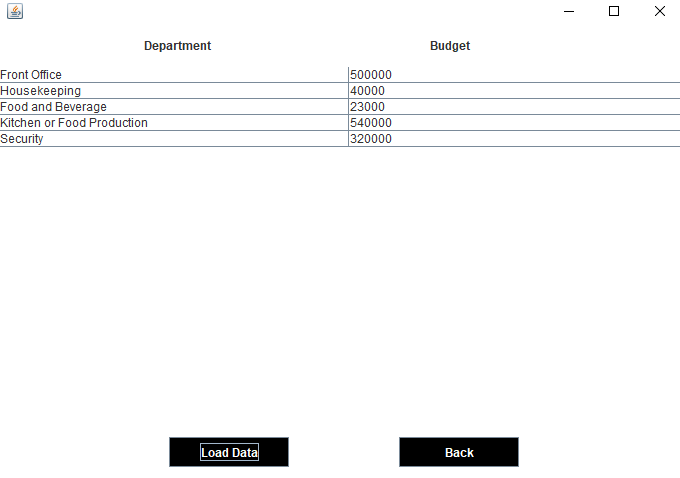 Department Budget
Front Office 500000
Housekeeping 40000
Food and Beverage 23000
Kitchen or Food Production 540000
Security 320000
Load Data Back